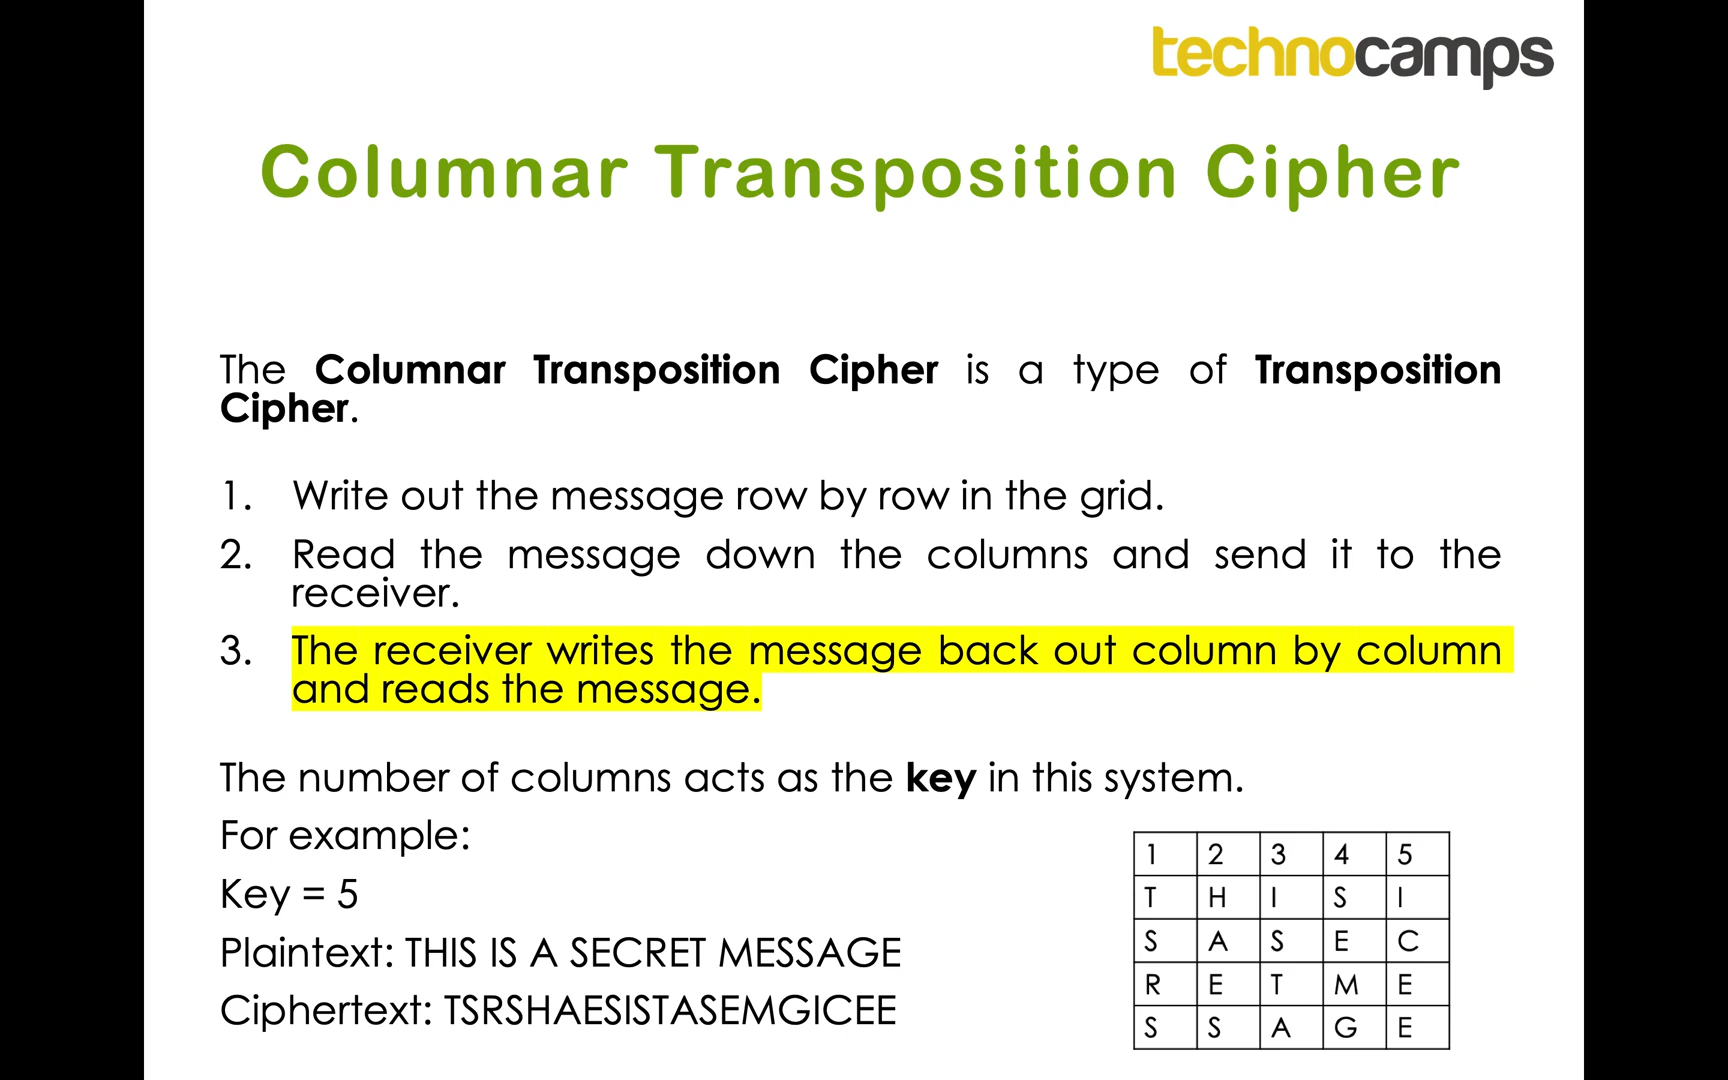 technocamps
Columnar Transposition Cipher
The Columnar Transposition Cipher is a type of Transposition
Cipher.
1. Write out the message row by row in the grid.
2. Read the message down the columns and send it to the
receiver.
3. The receiver writes the message back out column by column
and reads the message.
The number of columns acts as the key in this system.
For example:
Key = 5
Plaintext: THIS IS A SECRET MESSAGE
Ciphertext: TSRSHAESISTASEMGICEE
1 2 3 4 5
T H I S I
S A S E C
R E T M E
S S A G E